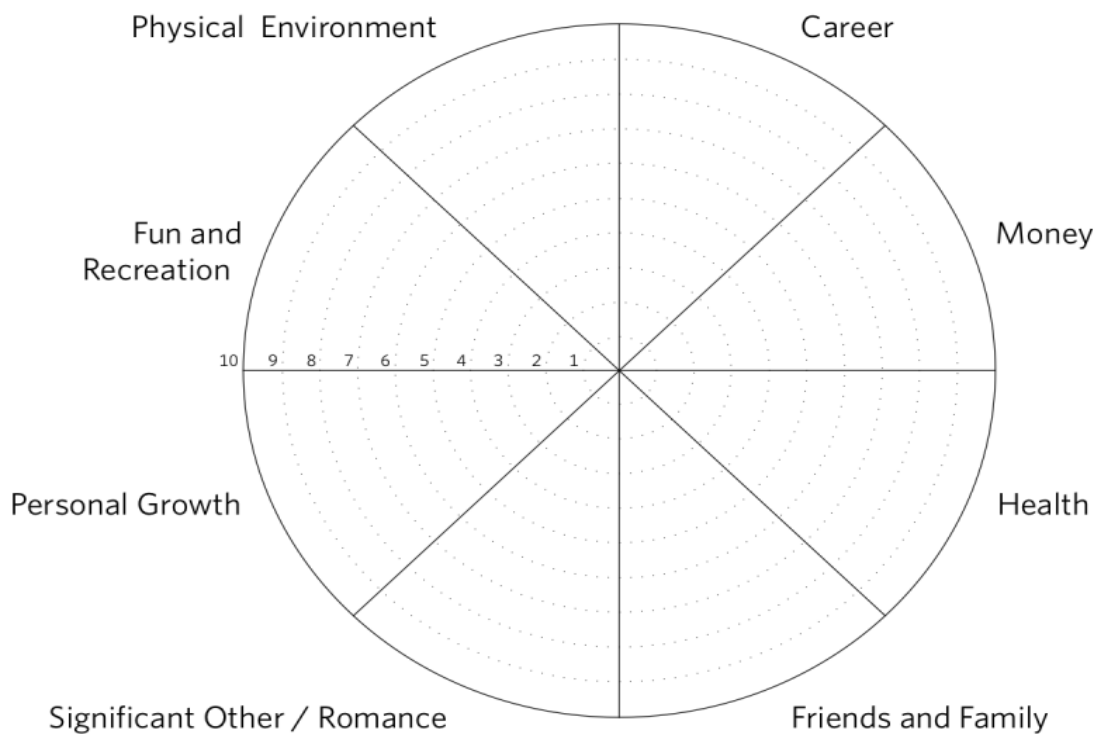 Physical Environment
Career
Fun and
Recreation
Money
10 9 8 7 6 5 4 3 2 1
Personal Growth
Health
Significant Other / Romance
Friends and Family